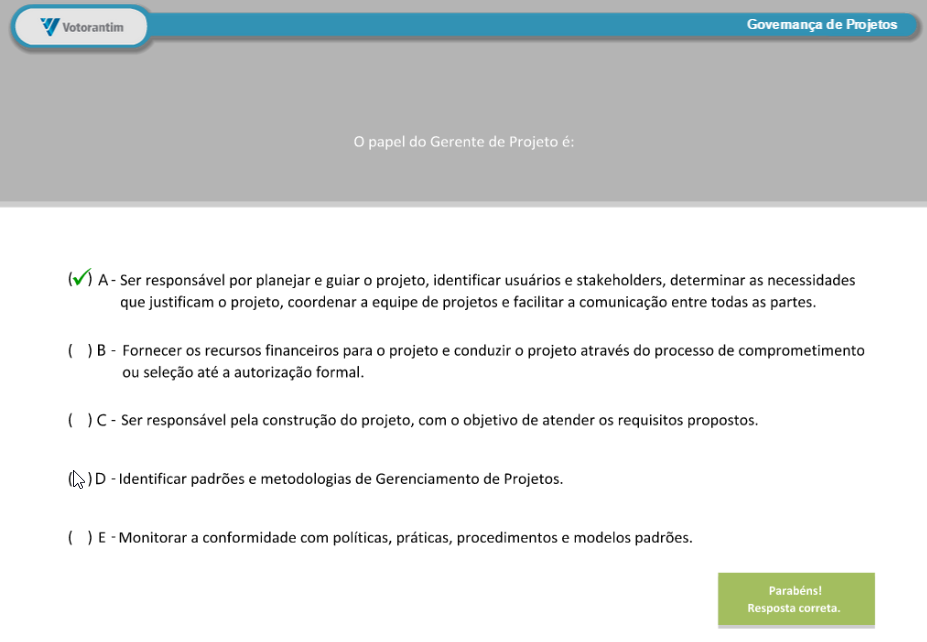 Votorantim
Governança de Projetos
O papel do Gerente de Projeto é:
(✓) A - Ser responsável por planejar e guiar o projeto, identificar usuários e stakeholders, determinar as necessidades
que justificam o projeto, coordenar a equipe de projetos e facilitar a comunicação entre todas as partes.
( ) B - Fornecer os recursos financeiros para o projeto e conduzir o projeto através do processo de comprometimento
ou seleção até a autorização formal.
( ) C - Ser responsável pela construção do projeto, com o objetivo de atender os requisitos propostos.
( ) D - Identificar padrões e metodologias de Gerenciamento de Projetos.
( ) E - Monitorar a conformidade com políticas, práticas, procedimentos e modelos padrões.
Parabéns!
Resposta correta.